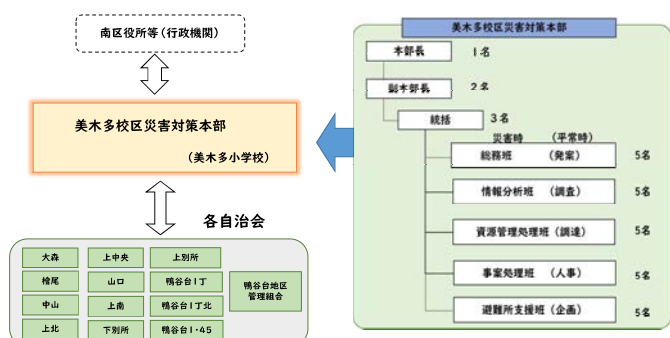 南区役所等(行政機関)
美木多校区災害対策本部
(美木多小学校)
各自治会
大森
上中央
上別所
檜尾
山口
鴨谷台1丁
鴨谷台地区
管理組合
中山
上南
鴨谷台1丁北
上北
下別所
鴨谷台1・45
美木多校区災害対策本部
本部長 1名
副本部長 2名
統括 3名
災害時 (平常時)
総務班 (発案) 5名
情報分析班 (調査) 5名
資源管理処理班(調達) 5名
事案処理班 (人事) 5名
避難所支援班(企画) 5名